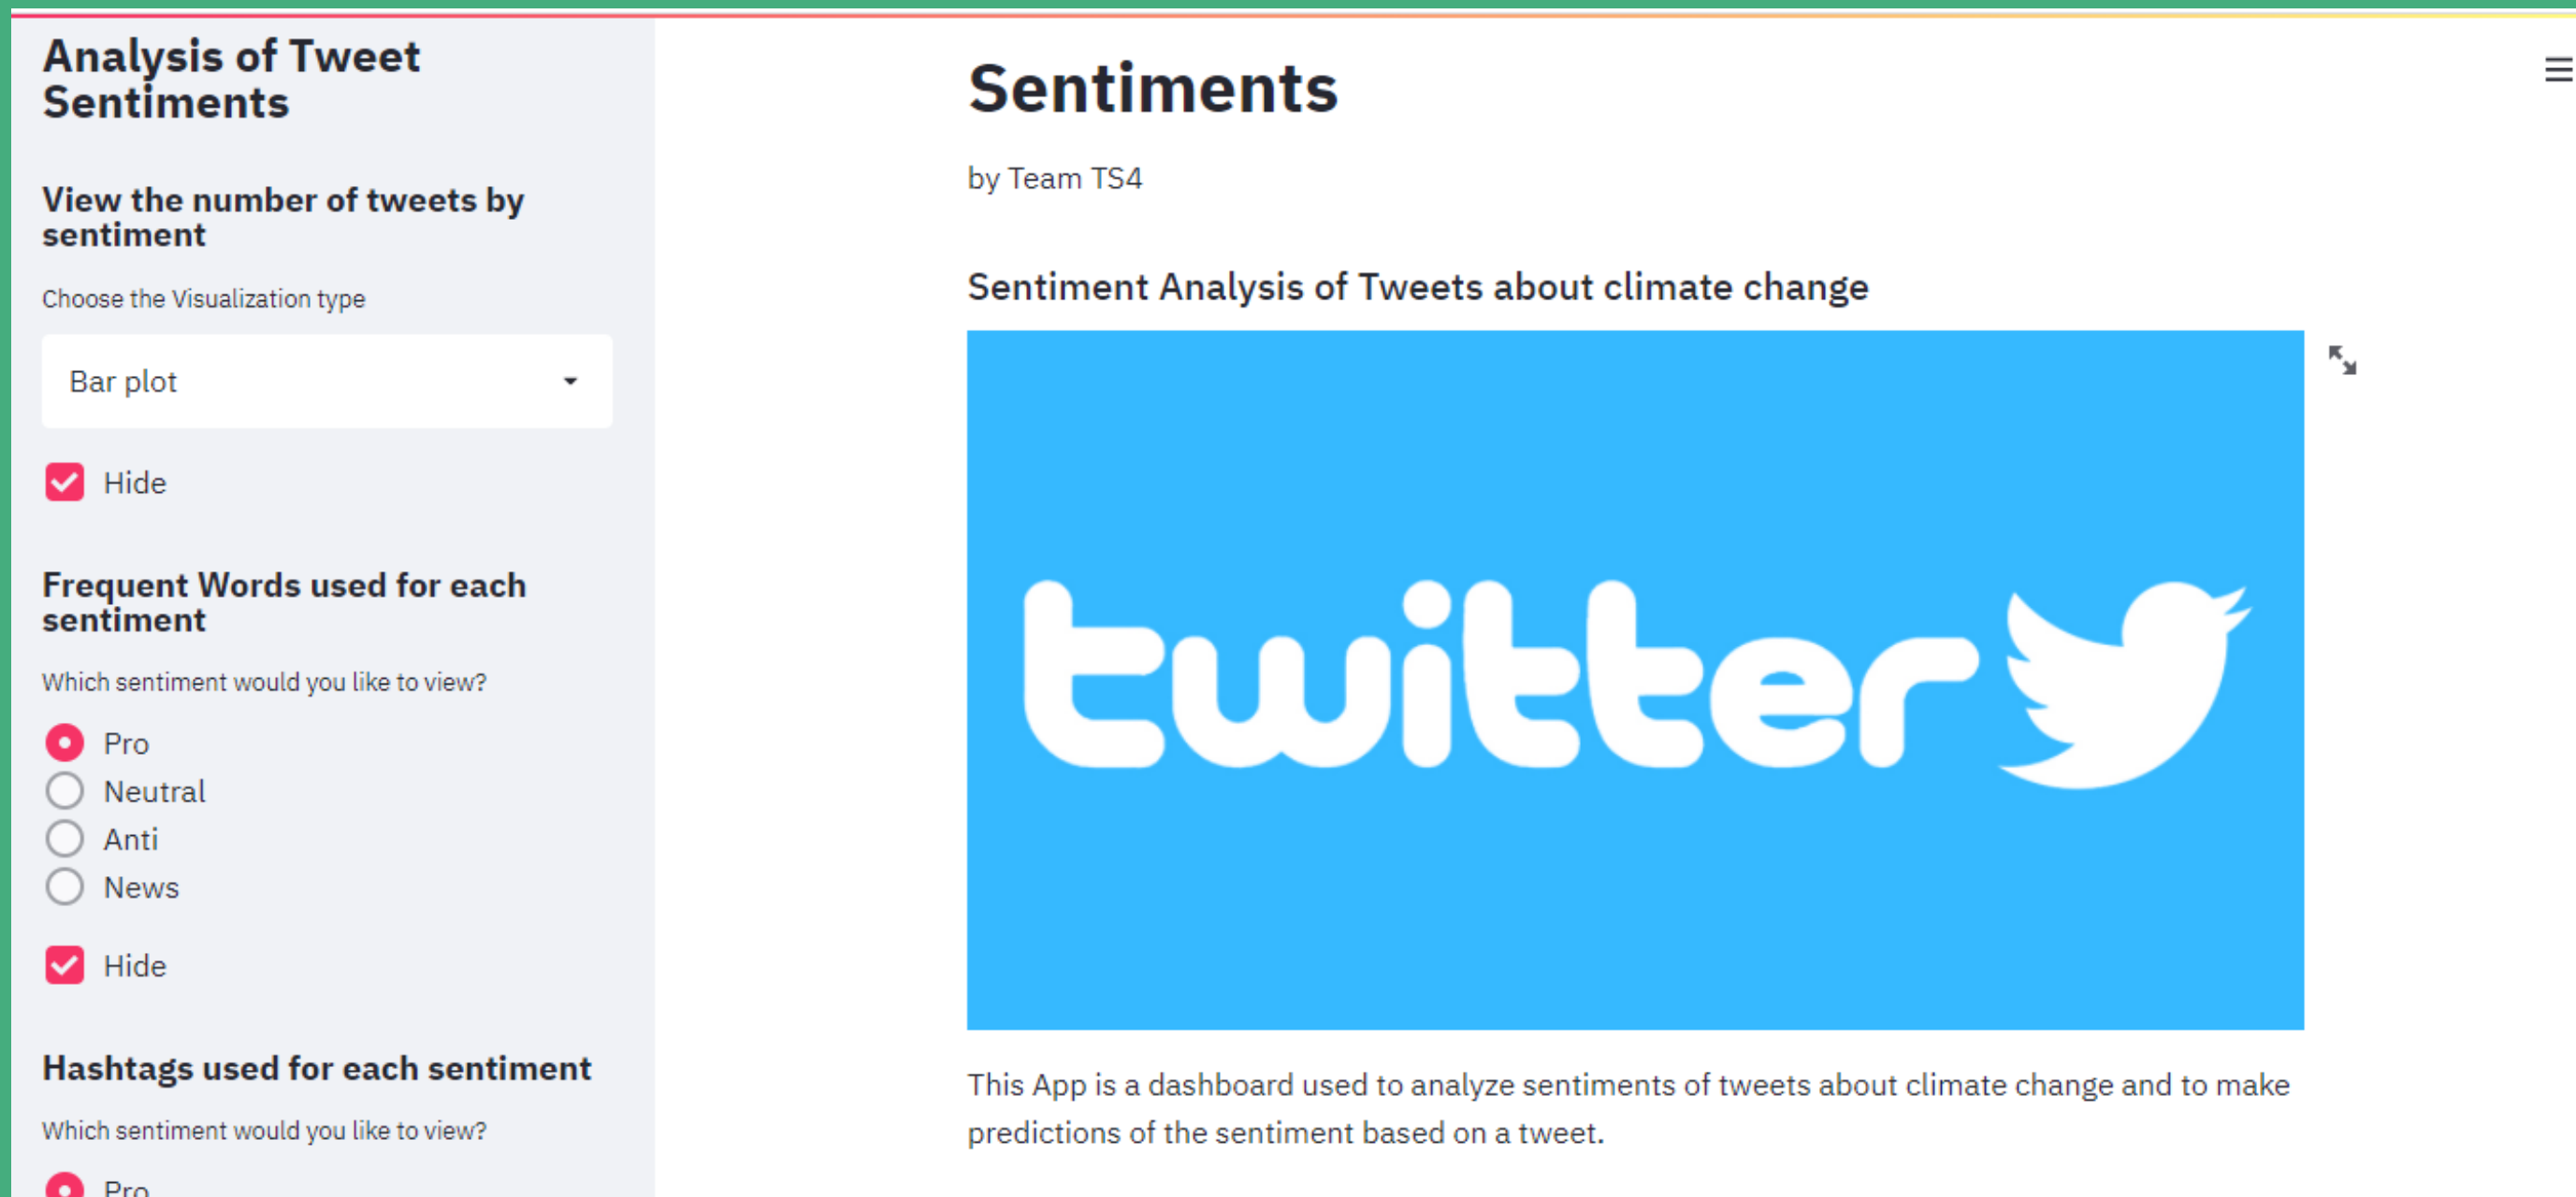 Analysis of Tweet
Sentiments
View the number of tweets by
sentiment
Choose the Visualization type
Bar plot
Hide
Frequent Words used for each
sentiment
Which sentiment would you like to view?
Pro
Neutral
Anti
News
Hide
Hashtags used for each sentiment
Which sentiment would you like to view?
Pro
Sentiments
by Team TS4
Sentiment Analysis of Tweets about climate change
twitter
This App is a dashboard used to analyze sentiments of tweets about climate change and to make
predictions of the sentiment based on a tweet.